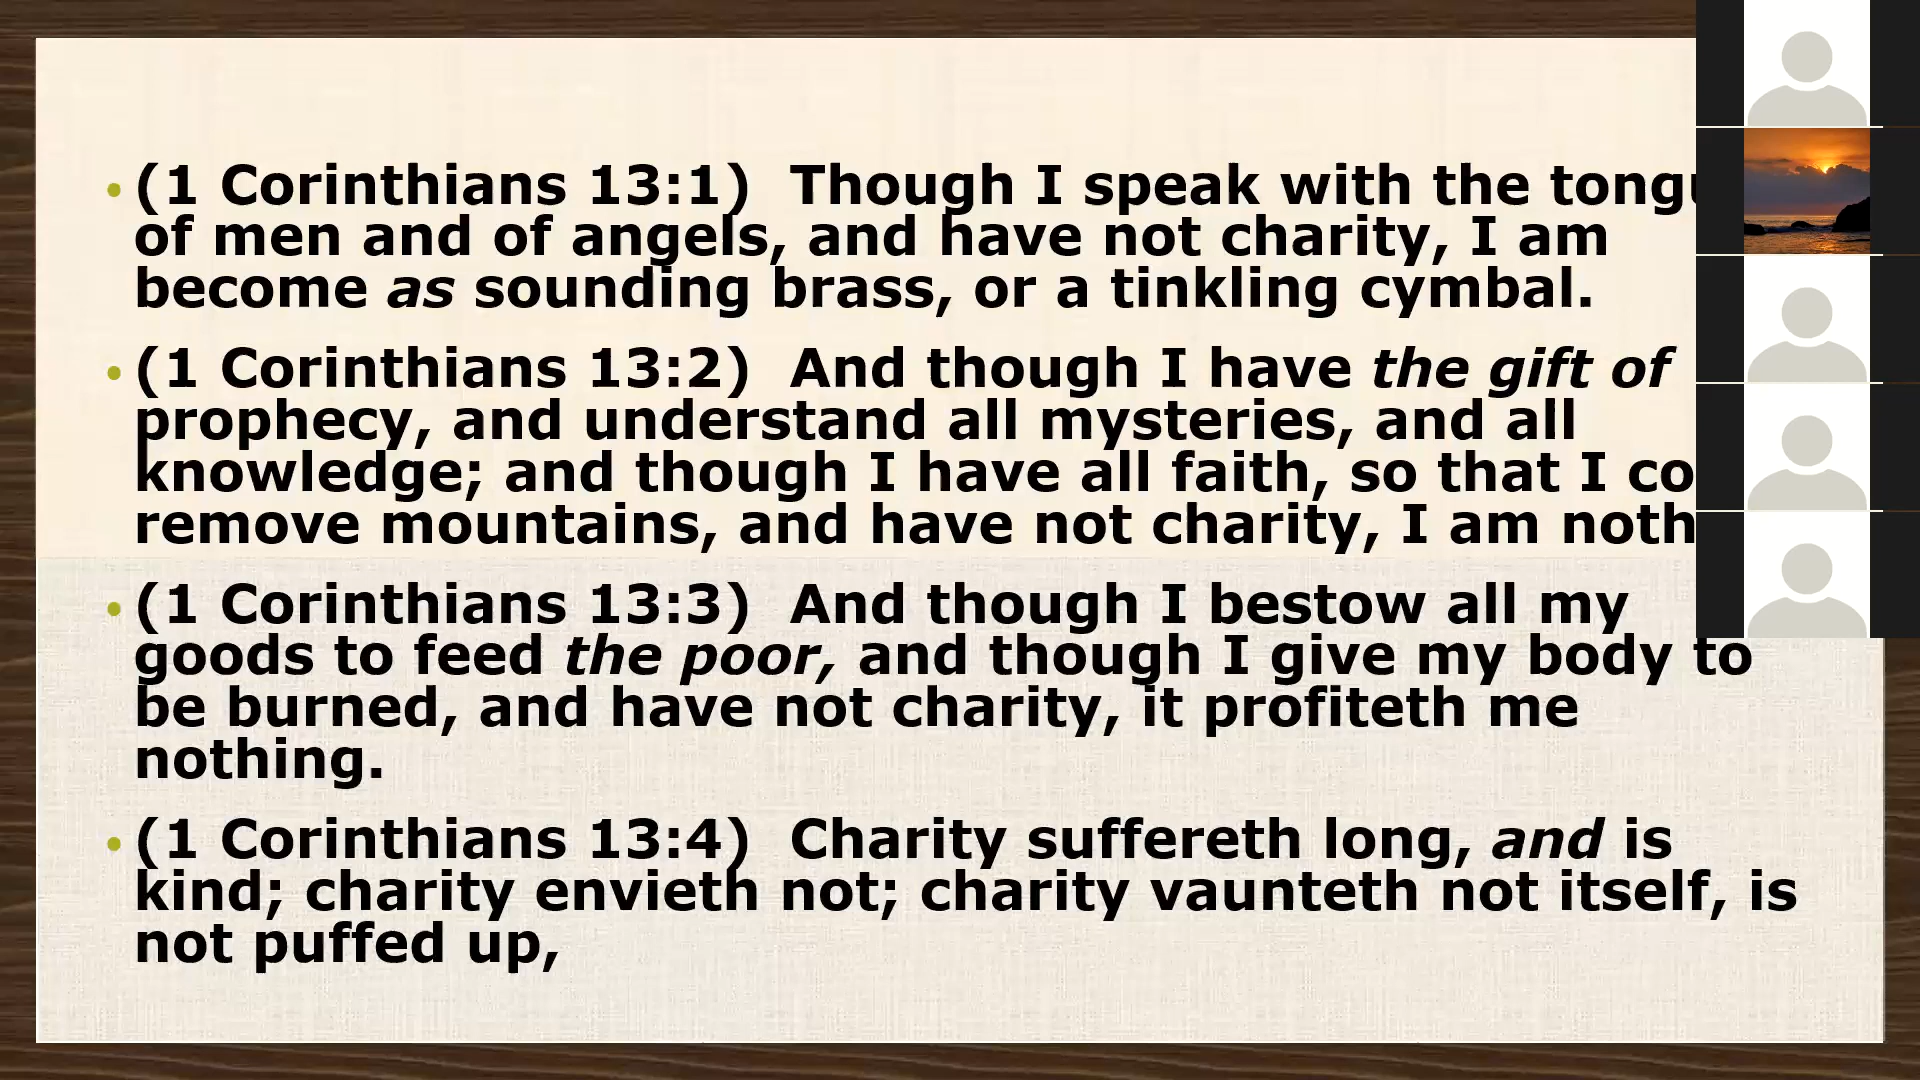 • (1 Corinthians 13:1)  Though I speak with the
of men and of angels, and have not charity, I am
become as sounding brass, or a tinkling cymbal.
• (1 Corinthians 13:2)  And though I have the gift of
prophecy, and understand all mysteries, and all
knowledge; and though I have all faith, so that I
remove mountains, and have not charity, I am
• (1 Corinthians 13:3)  And though I bestow all my
goods to feed the poor, and though I give my body to
be burned, and have not charity, it profiteth me
nothing.
• (1 Corinthians 13:4)  Charity suffereth long, and is
kind; charity envieth not; charity vaunteth not itself, is
not puffed up,